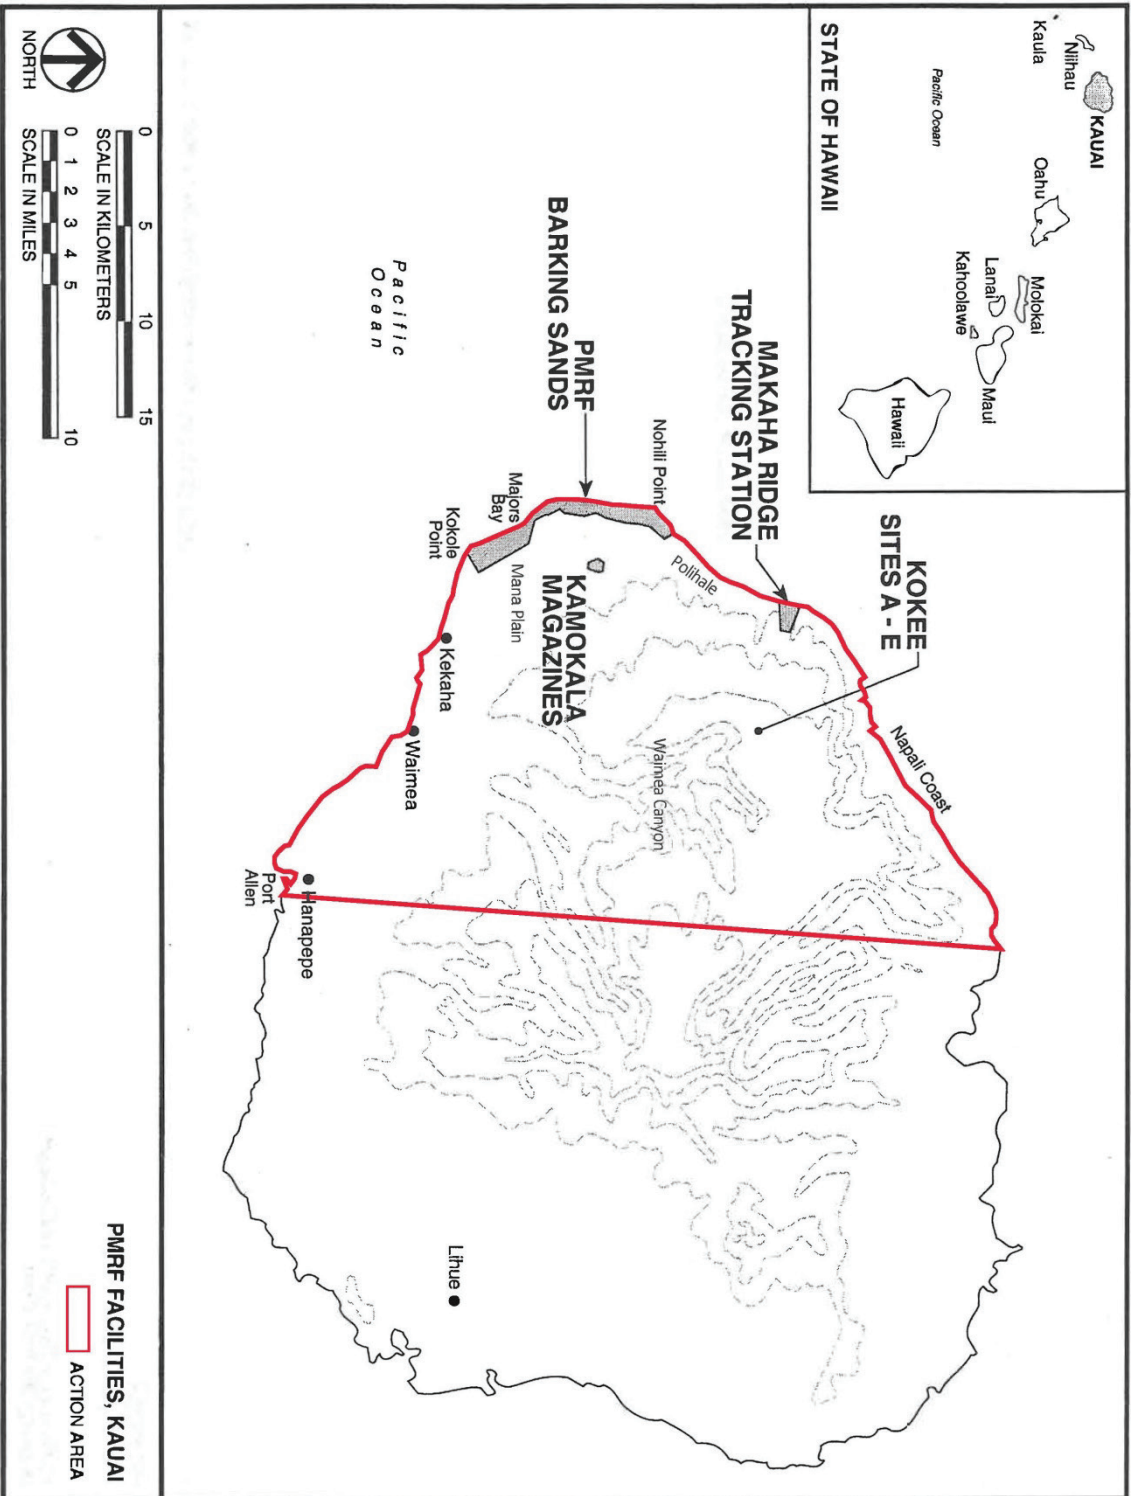 KAUAI
Niihau
Kaula
Oahu
Molokai
Lanai
Kahoolawe
Maui
Hawaii
Pacific Ocean
STATE OF HAWAII
KOKEE
SITES A - E
MAKAHA RIDGE
TRACKING STATION
Napali Coast
Nohili Point
Polihale
PMRF
BARKING SANDS
Waimea Canyon
KAMOKALA
MAGAZINES
Majors
Bay
Mana Plain
Kokole
Point
Kekaha
Waimea
Pacific
Ocean
Hanapepe
Port
Allen
Lihue
NORTH
0 5 10 15
SCALE IN KILOMETERS
0 1 2 3 4 5 10
SCALE IN MILES
PMRF FACILITIES, KAUAI
ACTION AREA